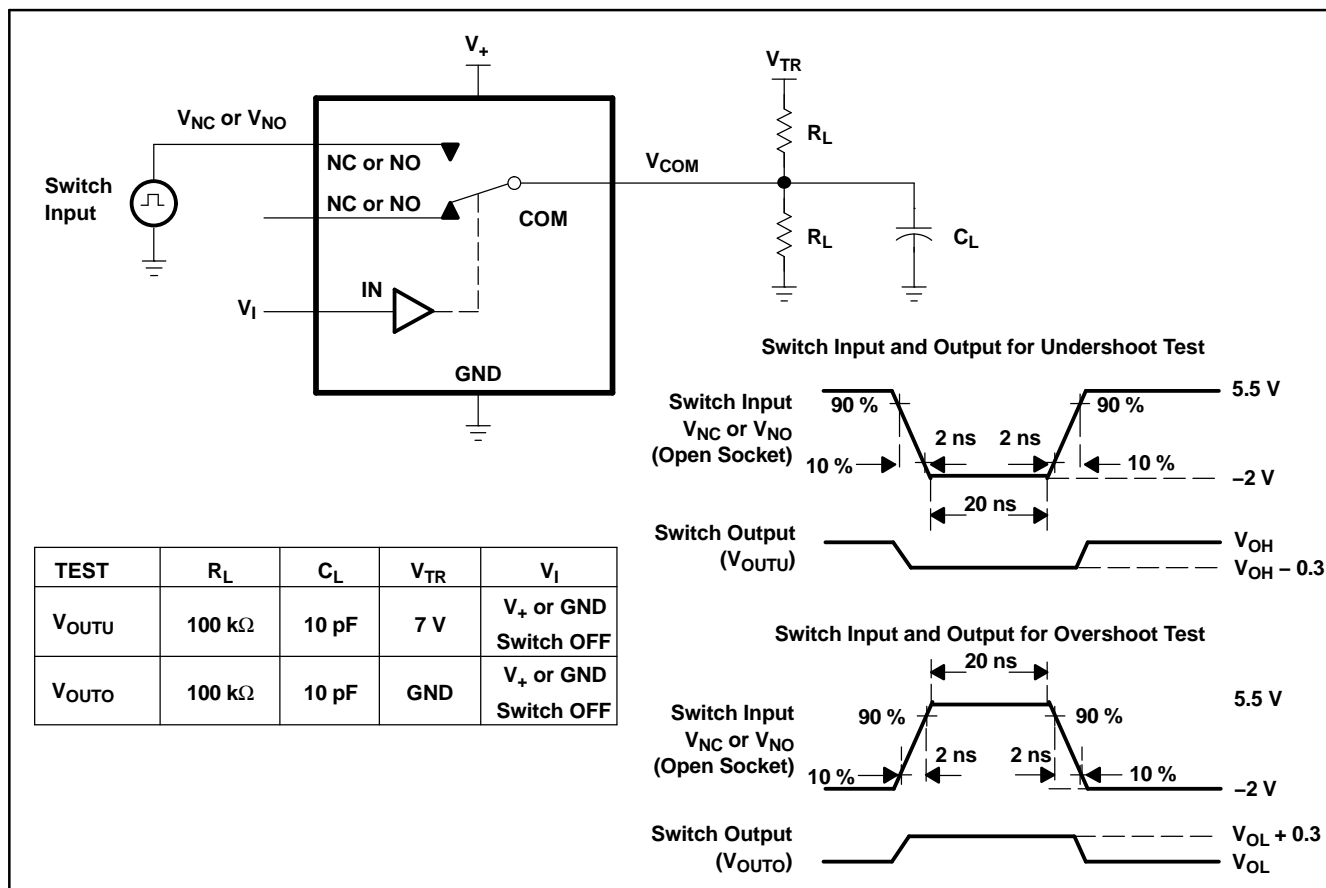 V+
VTR
VNC or VNO
RL
NC or NO
VCOM
Switch
Input
NC or NO
COM
RL
CL
IN
VI
GND
Switch Input and Output for Undershoot Test
Switch Input
VNC or VNO
(Open Socket)
90 %
90 %
5.5 V
2 ns
2 ns
10 %
10 %
–2 V
20 ns
Switch Output
(VOUTU)
VOH
VOH – 0.3
TEST RL CL VTR VI
VOUTU 100 kΩ 10 pF 7 V V+ or GND
Switch OFF
VOUTO 100 kΩ 10 pF GND V+ or GND
Switch OFF
Switch Input and Output for Overshoot Test
20 ns
5.5 V
Switch Input
VNC or VNO
(Open Socket)
90 %
90 %
2 ns
2 ns
10 %
10 %
–2 V
Switch Output
(VOUTO)
VOL + 0.3
VOL